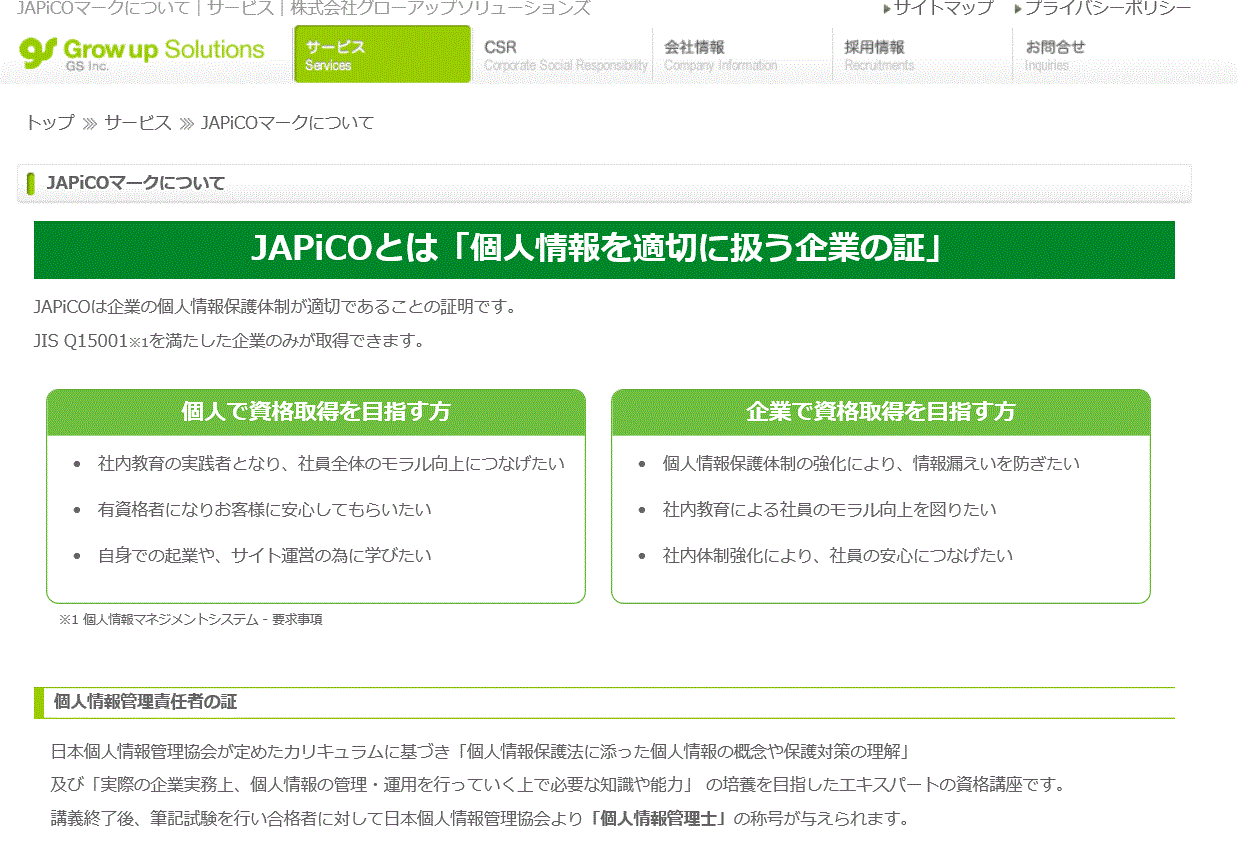 JAPiCOマークについて｜サービス｜株式会社グローアップソリューションズ
サイトマップ プライバシーポリシー
gs Grow up Solutions
GS Inc.
サービス
Services
CSR
Corporate Social Responsibility
会社情報
Company Information
採用情報
Recruitments
お問合せ
Inquiries
トップ ⋙ サービス ⋙ JAPiCOマークについて
JAPiCOマークについて
JAPiCOとは「個人情報を適切に扱う企業の証」
JAPiCOは企業の個人情報保護体制が適切であることの証明です。
JIS Q15001※1を満たした企業のみが取得できます。
個人で資格取得を目指す方
• 社内教育の実践者となり、社員全体のモラル向上につなげたい
• 有資格者になりお客様に安心してもらいたい
• 自身での起業や、サイト運営の為に学びたい
企業で資格取得を目指す方
• 個人情報保護体制の強化により、情報漏えいを防ぎたい
• 社内教育による社員のモラル向上を図りたい
• 社内体制強化により、社員の安心につなげたい
※1 個人情報マネジメントシステム - 要求事項
個人情報管理責任者の証
日本個人情報管理協会が定めたカリキュラムに基づき「個人情報保護法に添った個人情報の概念や保護対策の理解」
及び「実際の企業実務上、個人情報の管理・運用を行っていく上で必要な知識や能力」 の培養を目指したエキスパートの資格講座です。
講義終了後、筆記試験を行い合格者に対して日本個人情報管理協会より「個人情報管理士」の称号が与えられます。